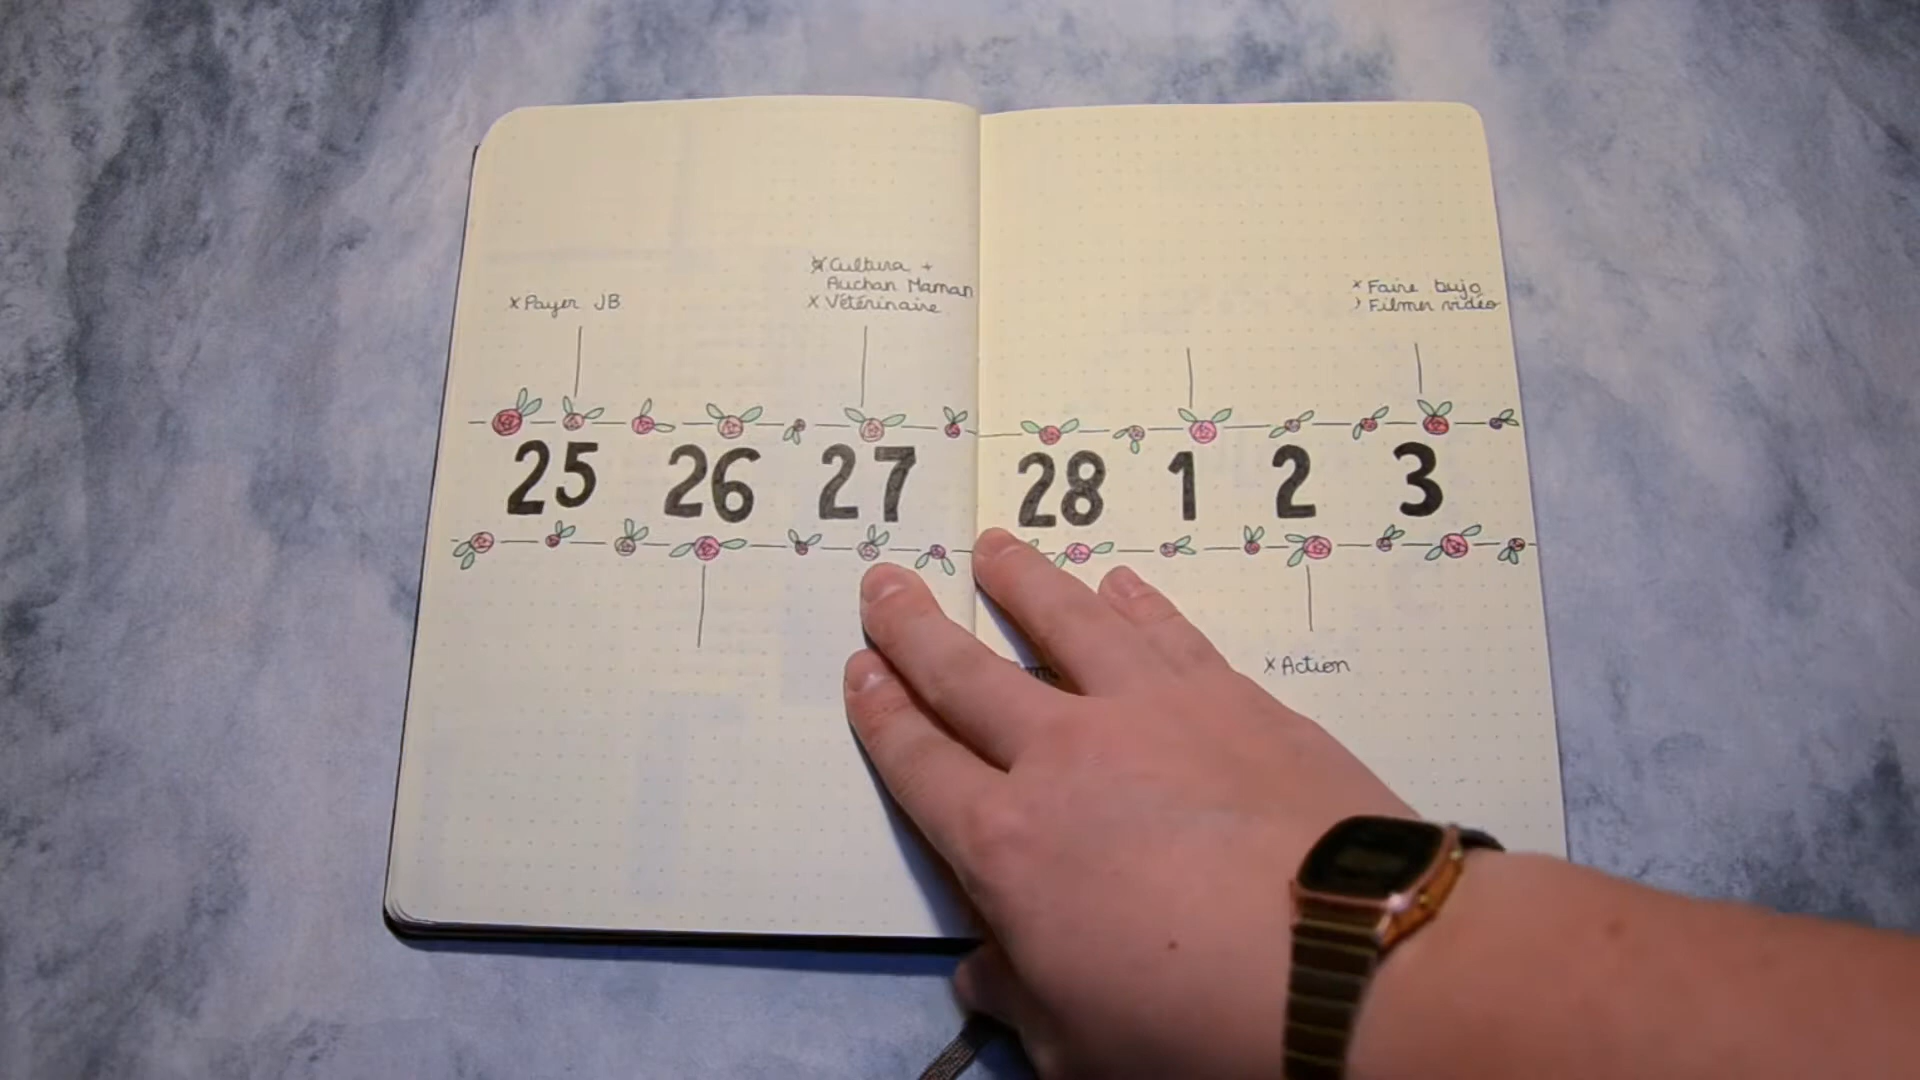 x Payer JB
x Cultura +
Auchan Maman
x Vétérinaire
x Faire bujo
> Filmer vidéo
25 26 27 28 1 2 3
x Action